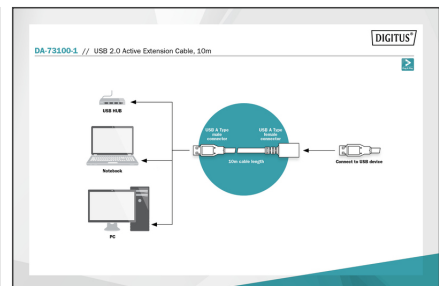 DIGITUS®
DA-73100-1 // USB 2.0 Active Extension Cable, 10m
USB HUB
USB A Type
male
connector
USB A Type
female
connector
10m cable length
Connect to USB device
Notebook
PC